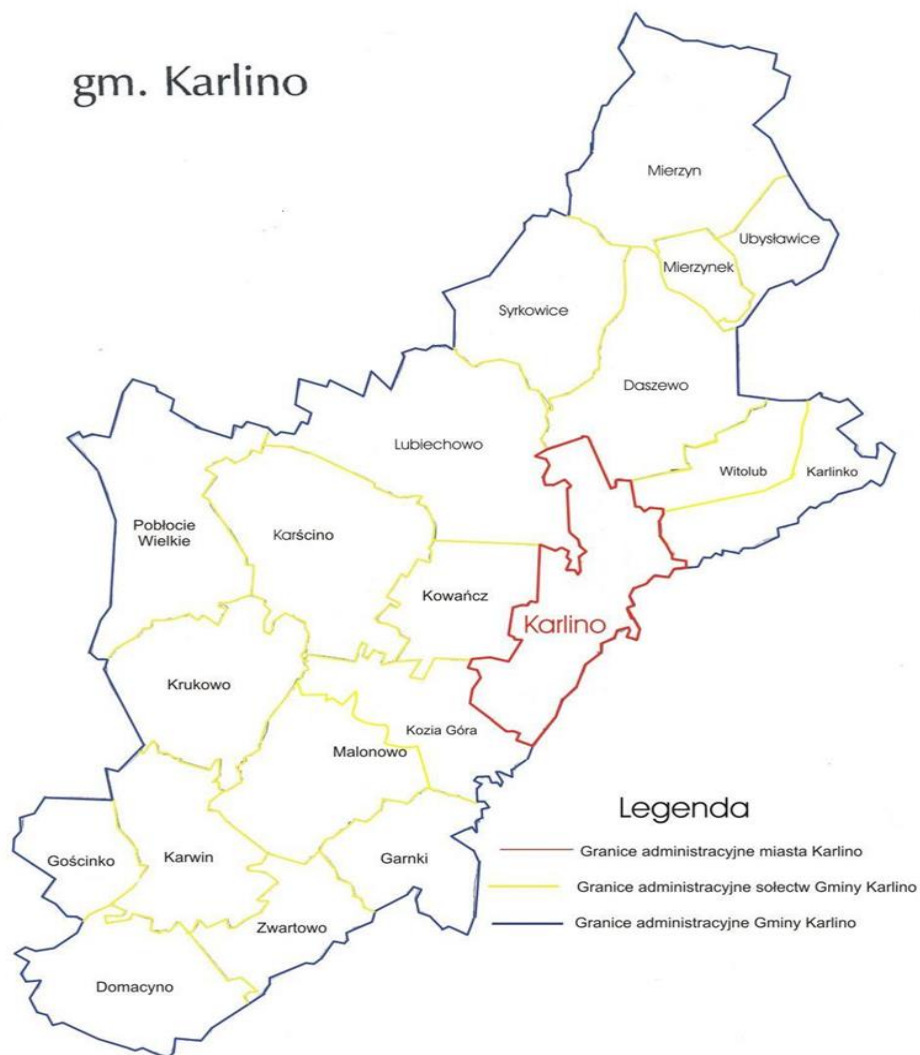 gm. Karlino
Mierzyn
Ubysławice
Mierzynek
Syrkowice
Daszewo
Lubiechowo
Witolub
Karlinko
Pobłocie
Wielkie
Karścino
Kowańcz
Karlino
Krukowo
Kozia Góra
Malonowo
Legenda
Granice administracyjne miasta Karlino
Gościnko
Karwin
Garnki
Granice administracyjne sołectw Gminy Karlino
Zwartowo
Granice administracyjne Gminy Karlino
Domacyno